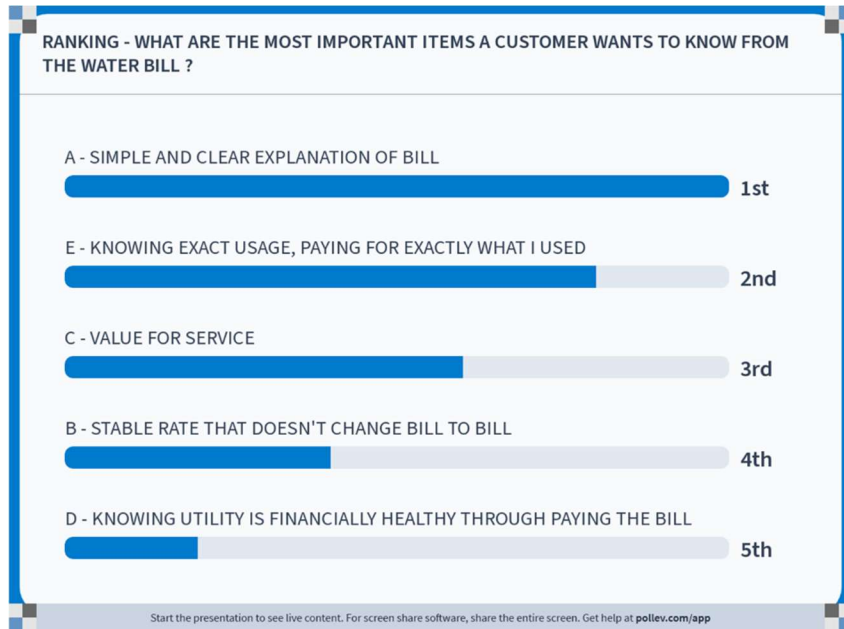 RANKING - WHAT ARE THE MOST IMPORTANT ITEMS A CUSTOMER WANTS TO KNOW FROM
THE WATER BILL ?
A - SIMPLE AND CLEAR EXPLANATION OF BILL
1st
E - KNOWING EXACT USAGE, PAYING FOR EXACTLY WHAT I USED
2nd
C - VALUE FOR SERVICE
3rd
B - STABLE RATE THAT DOESN'T CHANGE BILL TO BILL
4th
D - KNOWING UTILITY IS FINANCIALLY HEALTHY THROUGH PAYING THE BILL
5th
Start the presentation to see live content. For screen share software, share the entire screen. Get help at pollev.com/app